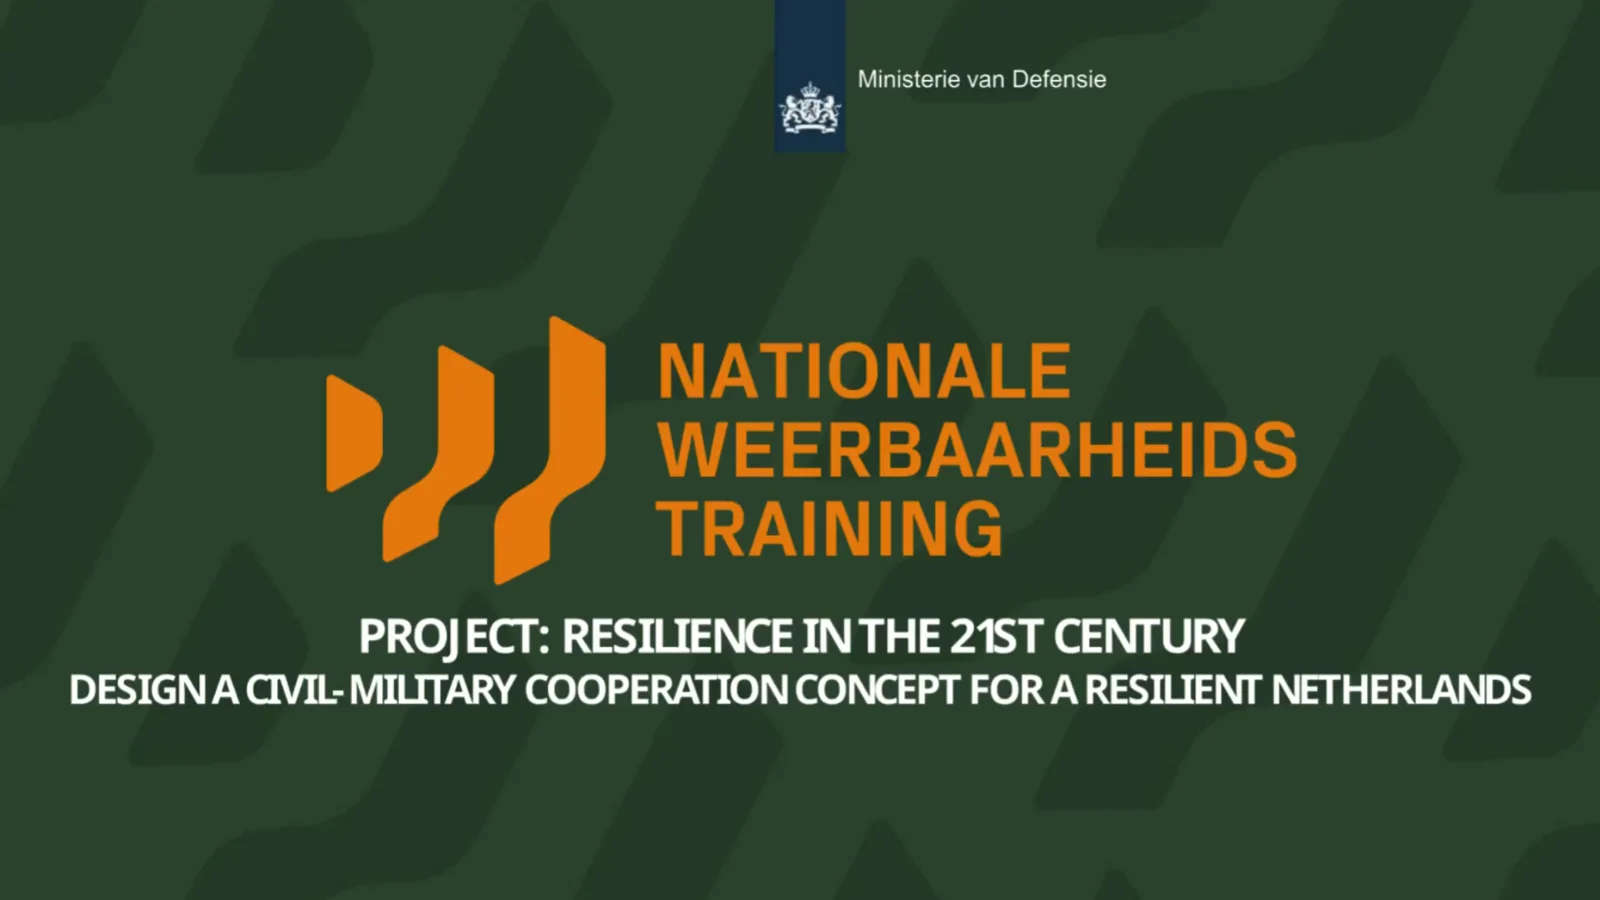 Ministerie van Defensie
NATIONALE
WEERBAARHEIDS
TRAINING
PROJECT: RESILIENCE IN THE 21ST CENTURY
DESIGN A CIVIL- MILITARY COOPERATION CONCEPT FOR A RESILIENT NETHERLANDS